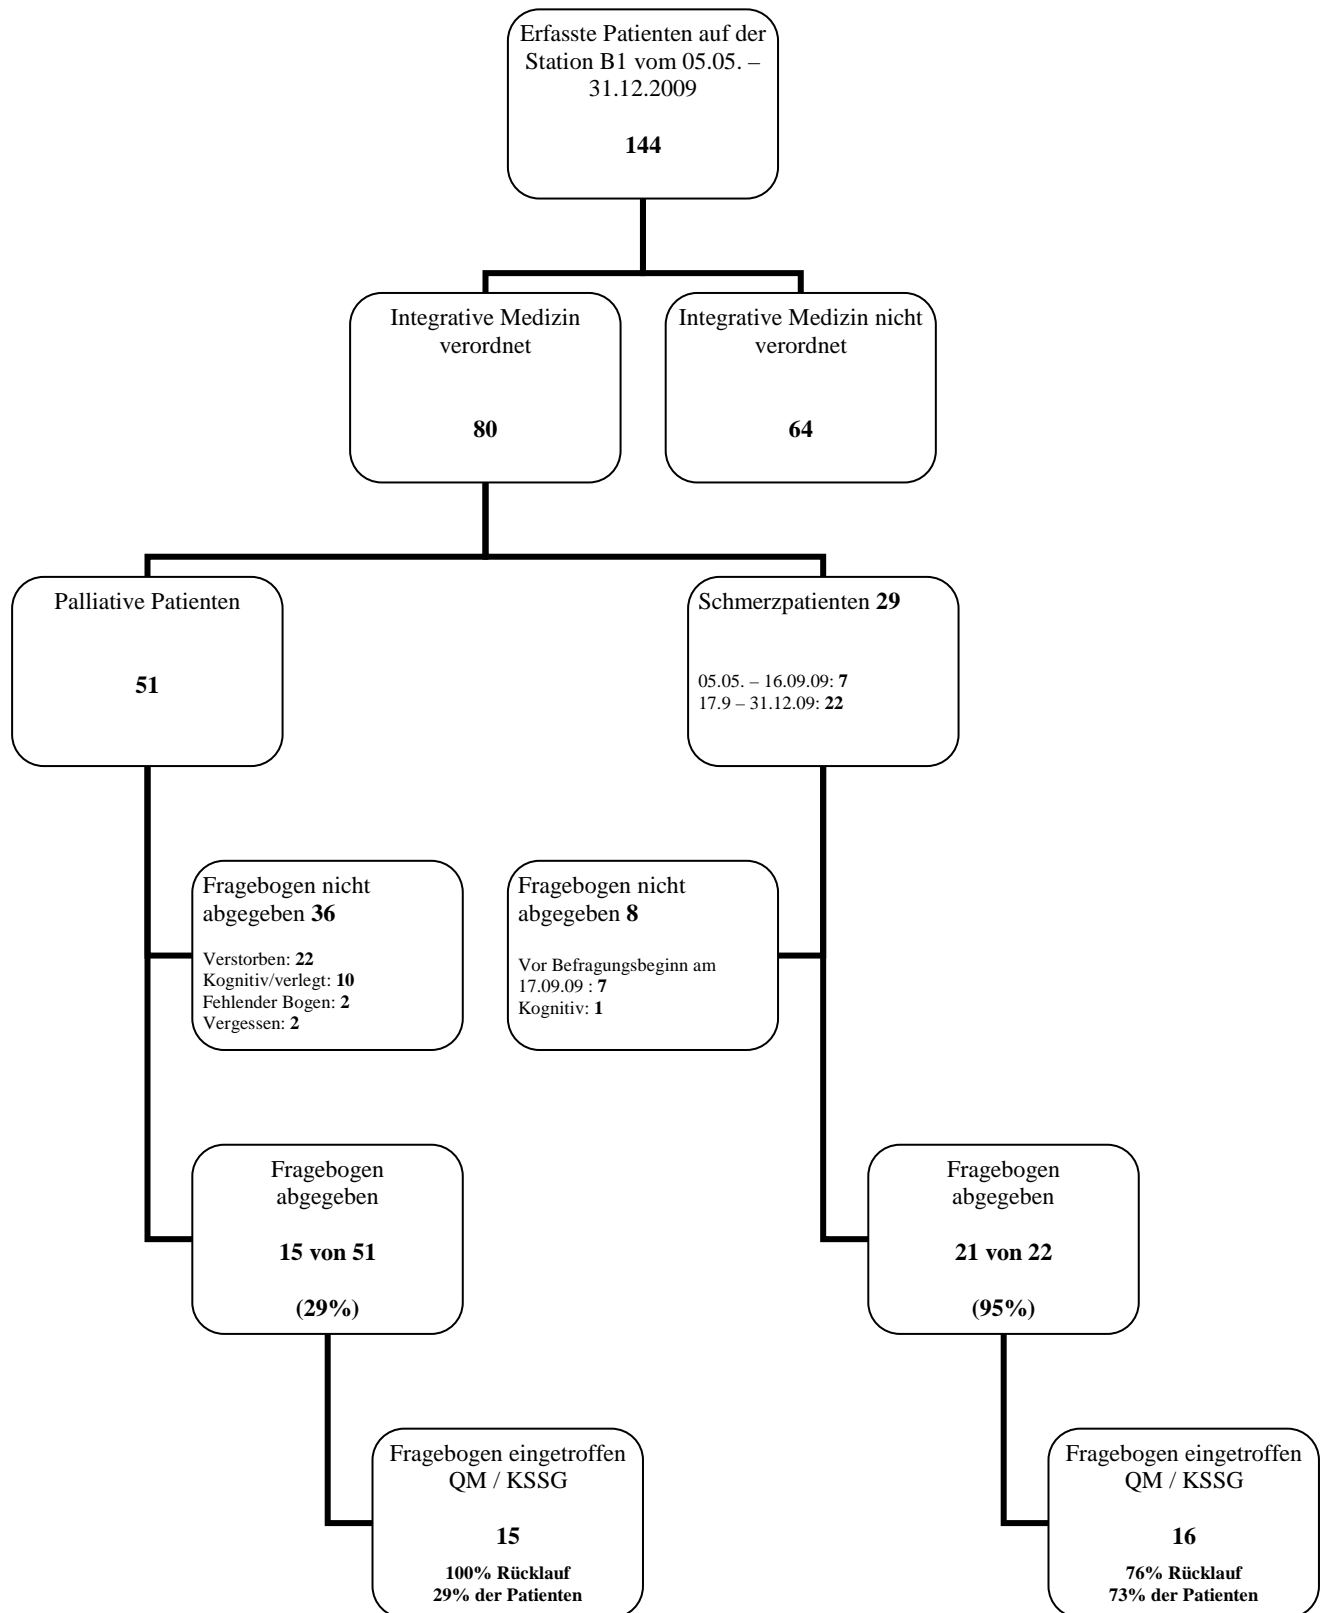 Erfasste Patienten auf der
Station B1 vom 05.05. –
31.12.2009
144
Integrative Medizin
verordnet
80
Integrative Medizin nicht
verordnet
64
Palliative Patienten
51
Schmerzpatienten 29
05.05. – 16.09.09: 7
17.9 – 31.12.09: 22
Fragebogen nicht
abgegeben 36
Verstorben: 22
Kognitiv/verlegt: 10
Fehlender Bogen: 2
Vergessen: 2
Fragebogen nicht
abgegeben 8
Vor Befragungsbeginn am
17.09.09 : 7
Kognitiv: 1
Fragebogen
abgegeben
15 von 51
(29%)
Fragebogen
abgegeben
21 von 22
(95%)
Fragebogen eingetroffen
QM / KSSG
15
100% Rücklauf
29% der Patienten
Fragebogen eingetroffen
QM / KSSG
16
76% Rücklauf
73% der Patienten